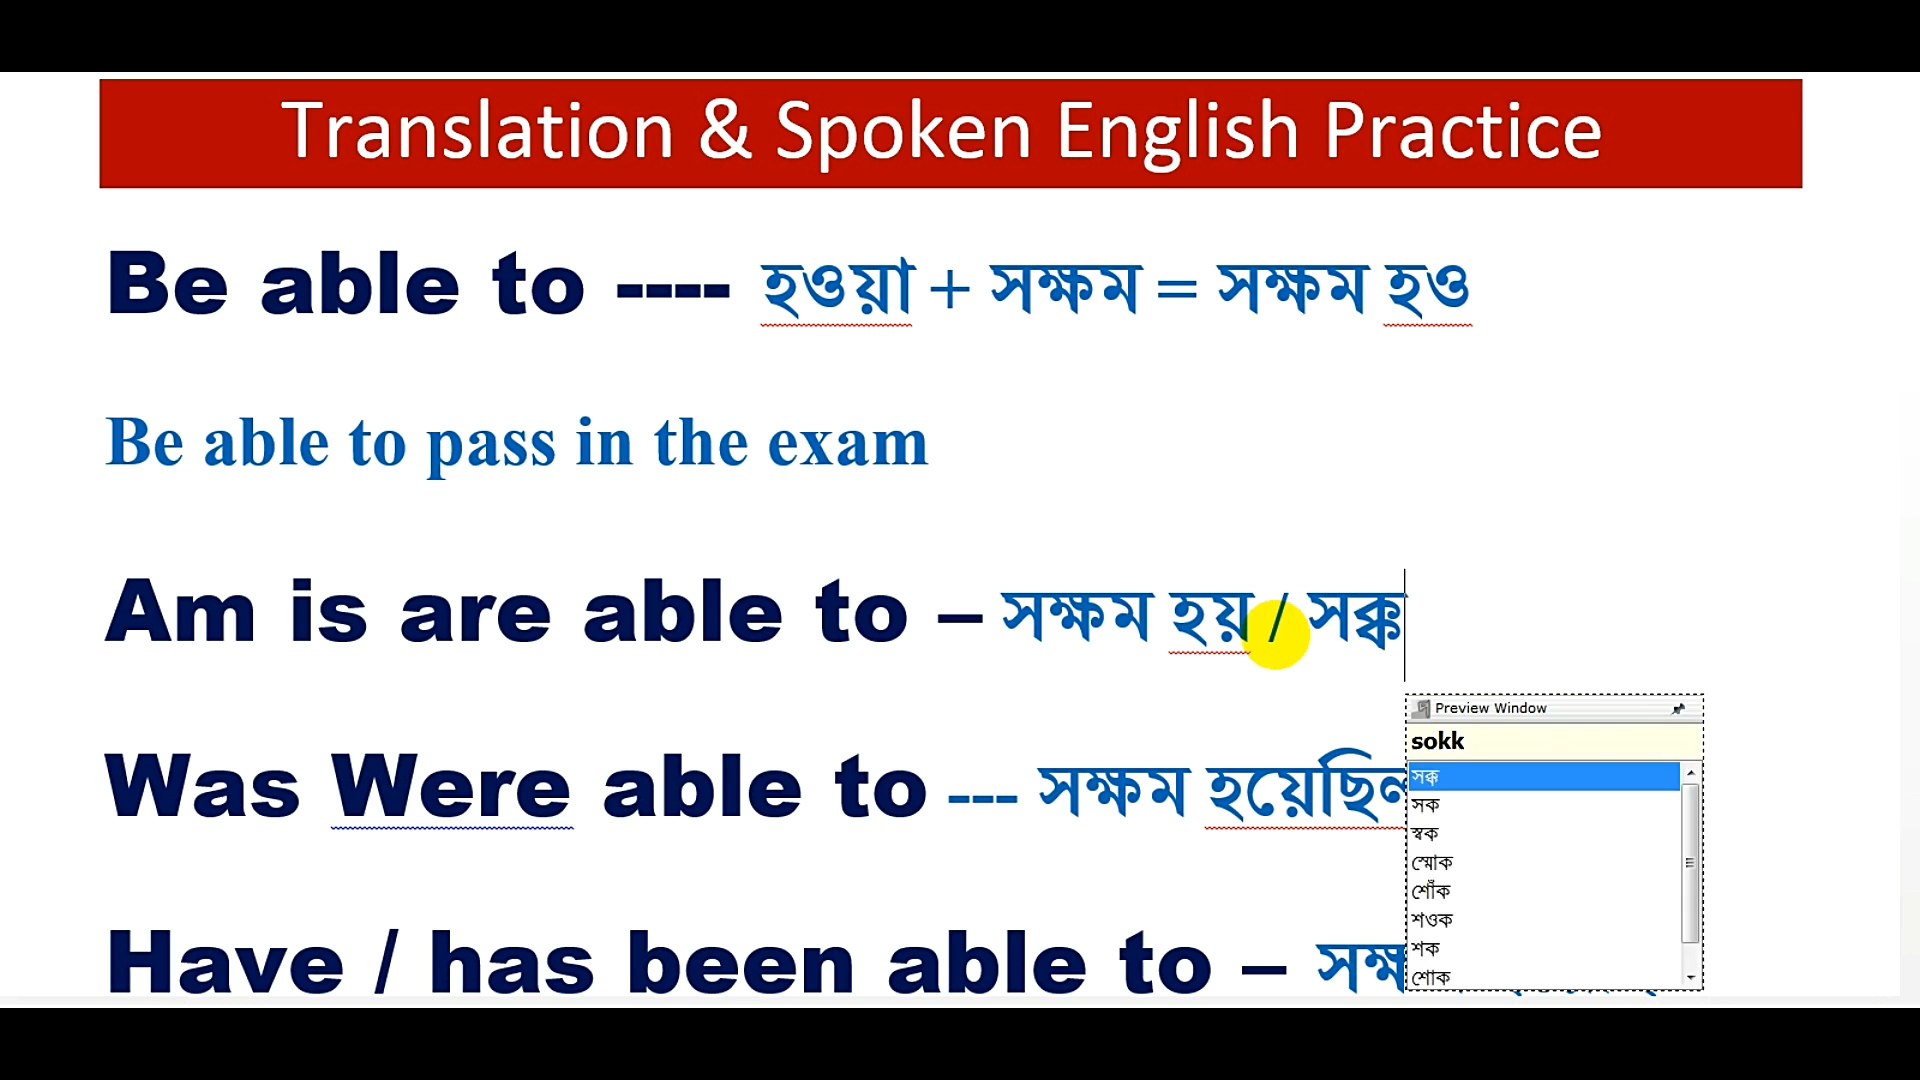 Translation & Spoken English Practice
Be able to ---- হওয়া + সক্ষম = সক্ষম হও
Be able to pass in the exam
Am is are able to – সক্ষম হয় / সক্ক
Preview Window
sokk
সক্ক
সক
স্বক
স্মোক
শোঁক
শওক
শক
শোক
Was Were able to --- সক্ষম হয়েছিল
Have / has been able to –